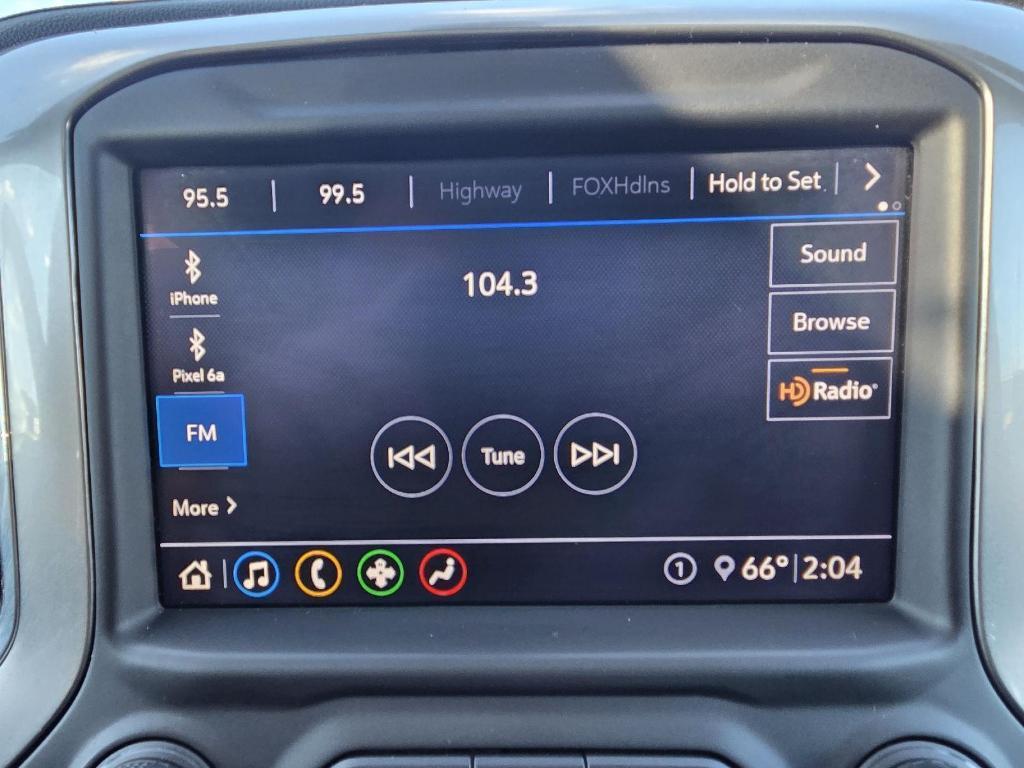 95.5 | 99.5 | Highway | FOXHdlns | Hold to Set | >
Sound
iPhone
104.3
Browse
Pixel 6a
HD Radio®
FM
Tune
More >
1 66° | 2:04